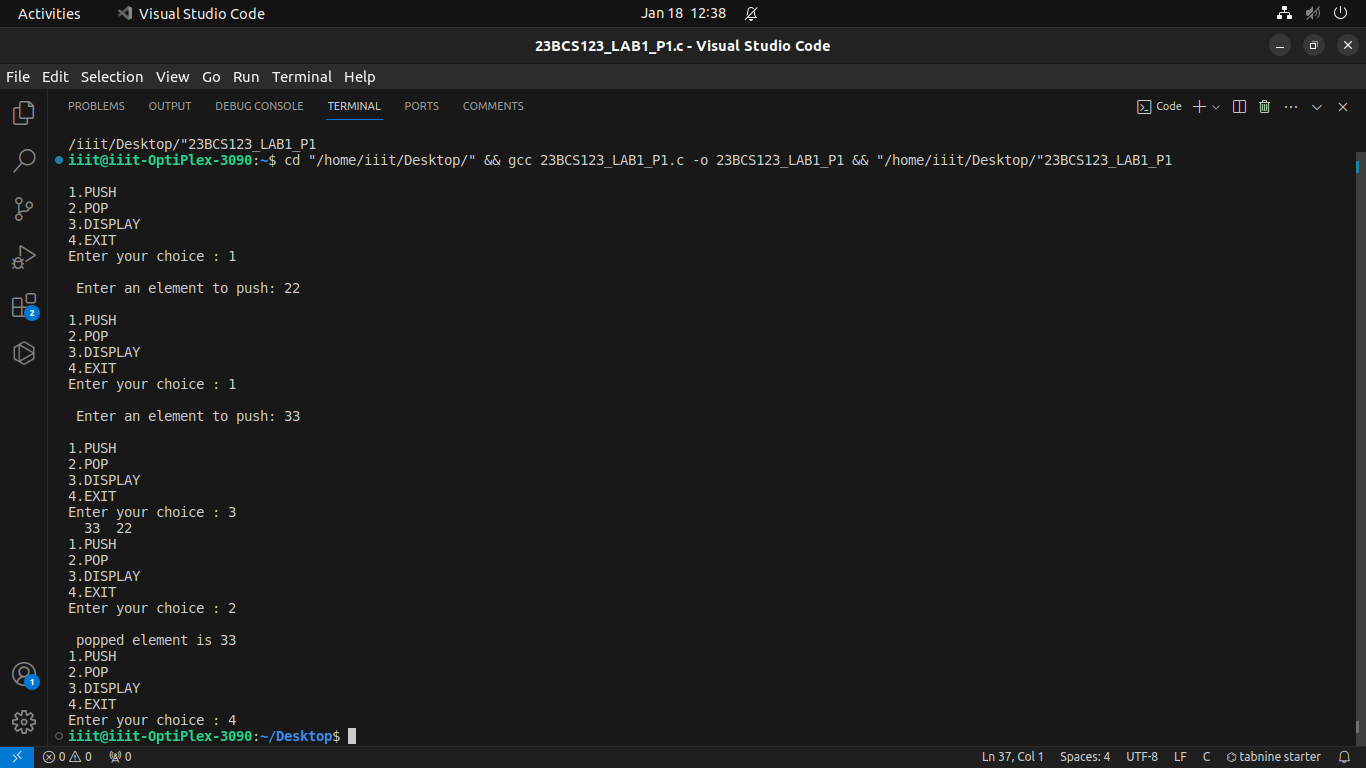 Activities Visual Studio Code Jan 18 12:38
23BCS123_LAB1_P1.c - Visual Studio Code
File Edit Selection View Go Run Terminal Help
PROBLEMS OUTPUT DEBUG CONSOLE TERMINAL PORTS COMMENTS Code
/iiit/Desktop/"23BCS123_LAB1_P1
iiit@iiit-OptiPlex-3090:~$ cd "/home/iiit/Desktop/" && gcc 23BCS123_LAB1_P1.c -o 23BCS123_LAB1_P1 && "/home/iiit/Desktop/"23BCS123_LAB1_P1
1.PUSH
2.POP
3.DISPLAY
4.EXIT
Enter your choice : 1
Enter an element to push: 22
1.PUSH
2.POP
3.DISPLAY
4.EXIT
Enter your choice : 1
Enter an element to push: 33
1.PUSH
2.POP
3.DISPLAY
4.EXIT
Enter your choice : 3
33 22
1.PUSH
2.POP
3.DISPLAY
4.EXIT
Enter your choice : 2
popped element is 33
1.PUSH
2.POP
3.DISPLAY
4.EXIT
Enter your choice : 4
iiit@iiit-OptiPlex-3090:~/Desktop$
2
1
0 0 0 Ln 37, Col 1 Spaces: 4 UTF-8 LF C tabnine starter